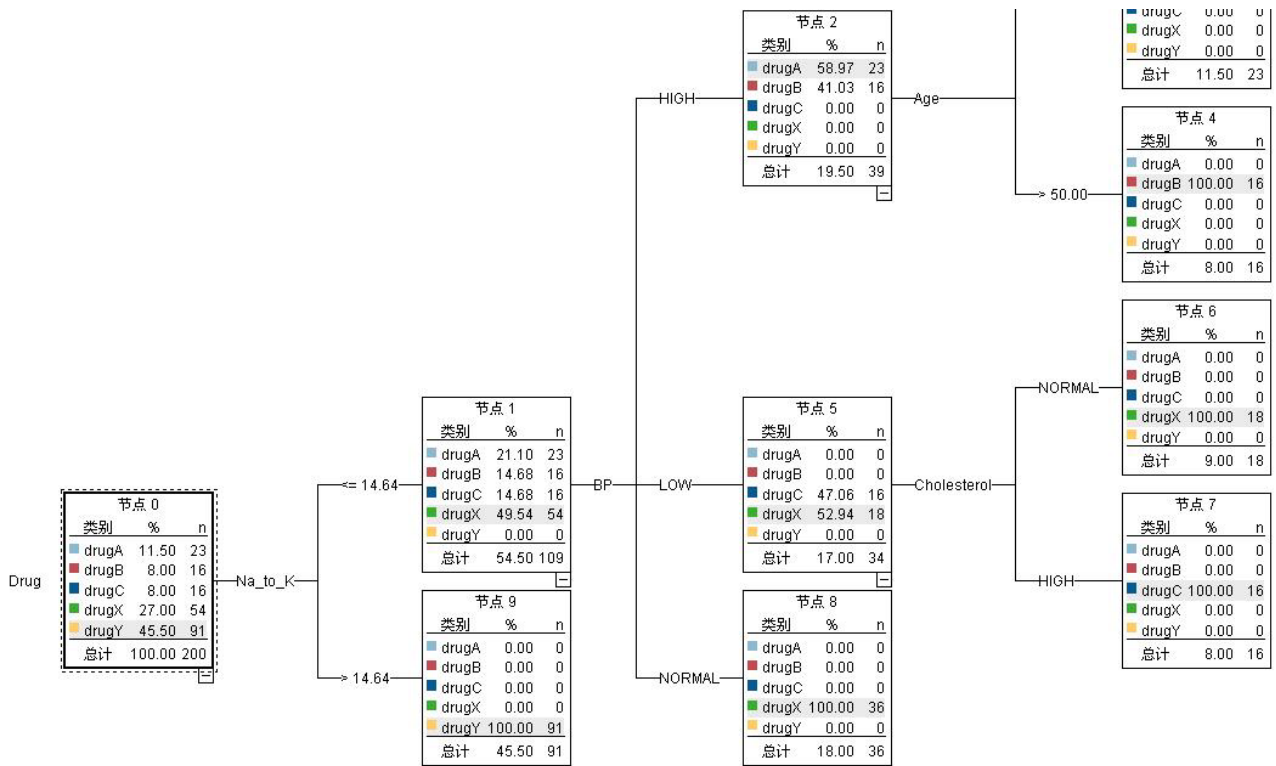 Drug
节点 0
类别 % n
drugA 11.50 23
drugB 8.00 16
drugC 8.00 16
drugX 27.00 54
drugY 45.50 91
总计 100.00 200
Na_to_K
<= 14.64
节点 1
类别 % n
drugA 21.10 23
drugB 14.68 16
drugC 14.68 16
drugX 49.54 54
drugY 0.00 0
总计 54.50 109
> 14.64
节点 9
类别 % n
drugA 0.00 0
drugB 0.00 0
drugC 0.00 0
drugX 0.00 0
drugY 100.00 91
总计 45.50 91
BP
HIGH
节点 2
类别 % n
drugA 58.97 23
drugB 41.03 16
drugC 0.00 0
drugX 0.00 0
drugY 0.00 0
总计 19.50 39
LOW
节点 5
类别 % n
drugA 0.00 0
drugB 0.00 0
drugC 47.06 16
drugX 52.94 18
drugY 0.00 0
总计 17.00 34
NORMAL
节点 8
类别 % n
drugA 0.00 0
drugB 0.00 0
drugC 0.00 0
drugX 100.00 36
drugY 0.00 0
总计 18.00 36
Age
drugC 0.00 0
drugX 0.00 0
drugY 0.00 0
总计 11.50 23
> 50.00
节点 4
类别 % n
drugA 0.00 0
drugB 100.00 16
drugC 0.00 0
drugX 0.00 0
drugY 0.00 0
总计 8.00 16
Cholesterol
NORMAL
节点 6
类别 % n
drugA 0.00 0
drugB 0.00 0
drugC 0.00 0
drugX 100.00 18
drugY 0.00 0
总计 9.00 18
HIGH
节点 7
类别 % n
drugA 0.00 0
drugB 0.00 0
drugC 100.00 16
drugX 0.00 0
drugY 0.00 0
总计 8.00 16